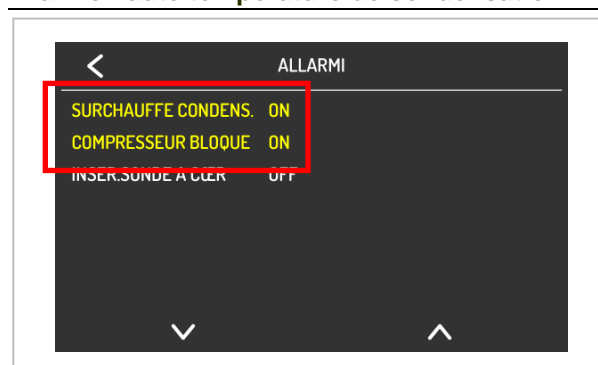 ALLARMI
SURCHAUFFE CONDENS. ON
COMPRESSEUR BLOQUE ON
INSER.SONDE A CŒR OFF